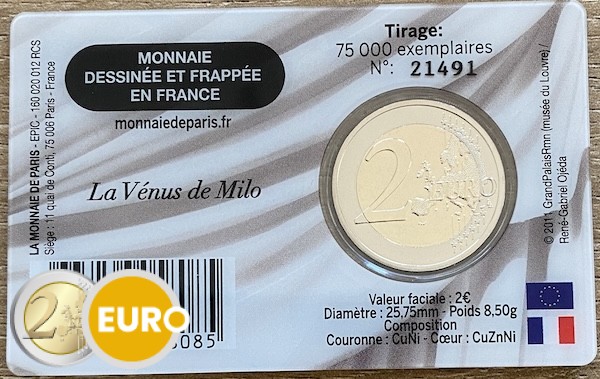 MONNAIE
DESSINÉE ET FRAPPÉE
EN FRANCE
monnaiedeparis.fr
Tirage:
75 000 exemplaires
N°: 21491
LA MONNAIE DE PARIS - EPIC - 160 020 012 RCS
Siège : 11 quai de Conti, 75 006 Paris - France
La Vénus de Milo
2 EURO
© 2011 GrandPalaisRmn (musée du Louvre) /
René-Gabriel Ojéda
Valeur faciale : 2€
Diamètre : 25,75mm - Poids 8,50g
Composition
Couronne : CuNi - Cœur : CuZnNi
2
EURO
085